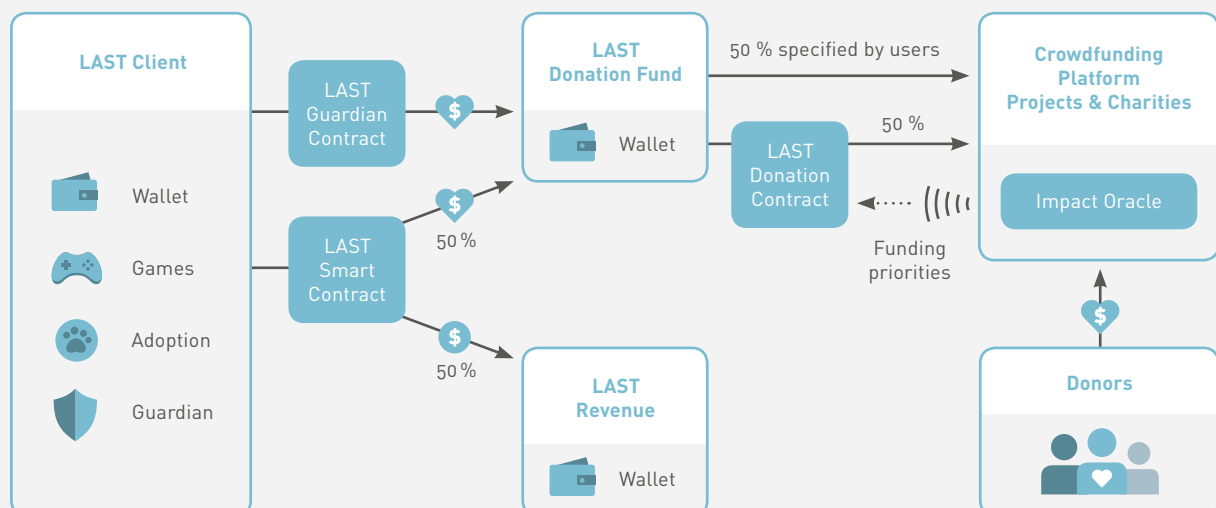 LAST Client
Wallet
Games
Adoption
Guardian
LAST
Guardian
Contract
$
LAST
Smart
Contract
$
50 %
$
50 %
LAST
Donation Fund
Wallet
LAST
Revenue
Wallet
50 % specified by users
LAST
Donation
Contract
50 %
Funding
priorities
Crowdfunding
Platform
Projects & Charities
Impact Oracle
$
Donors